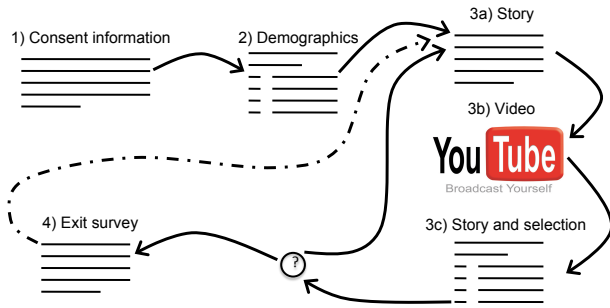 1) Consent information
2) Demographics
3a) Story
3b) Video
YouTube
Broadcast Yourself
3c) Story and selection
?
4) Exit survey